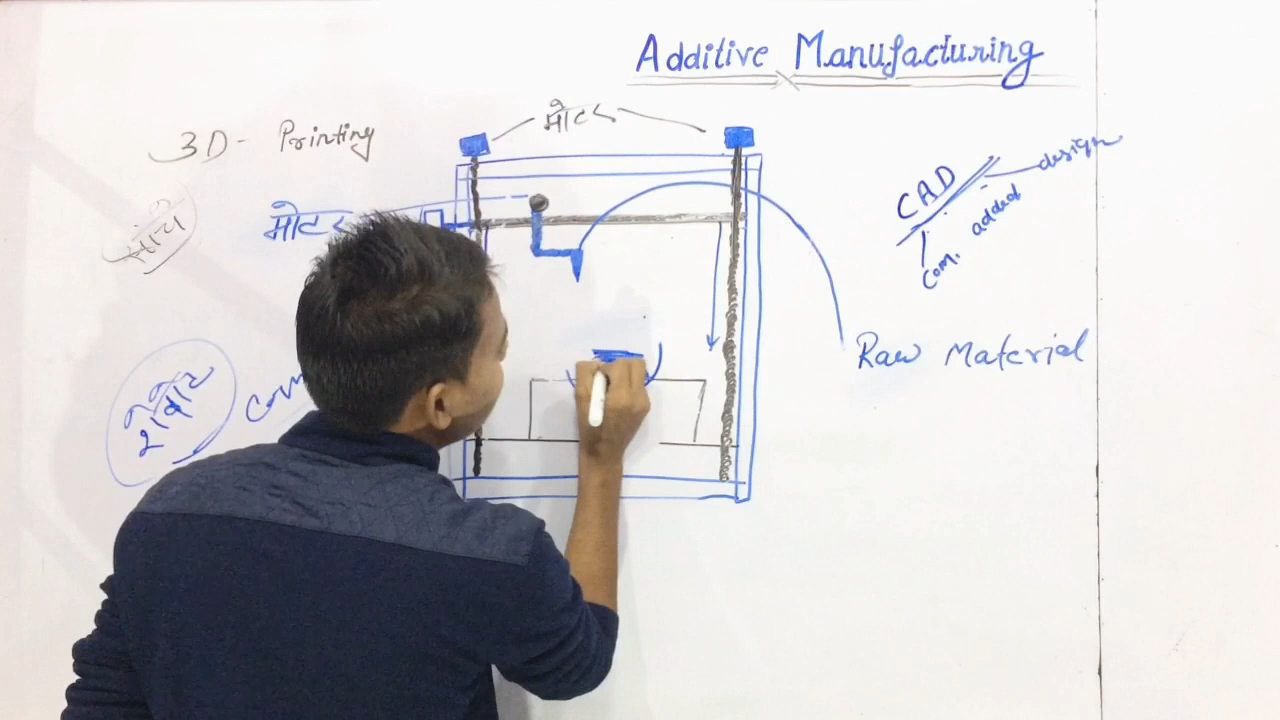 Additive Manufacturing
मोटर
3D - Printing
CAD
design
Com. added
मोटर
Raw Material